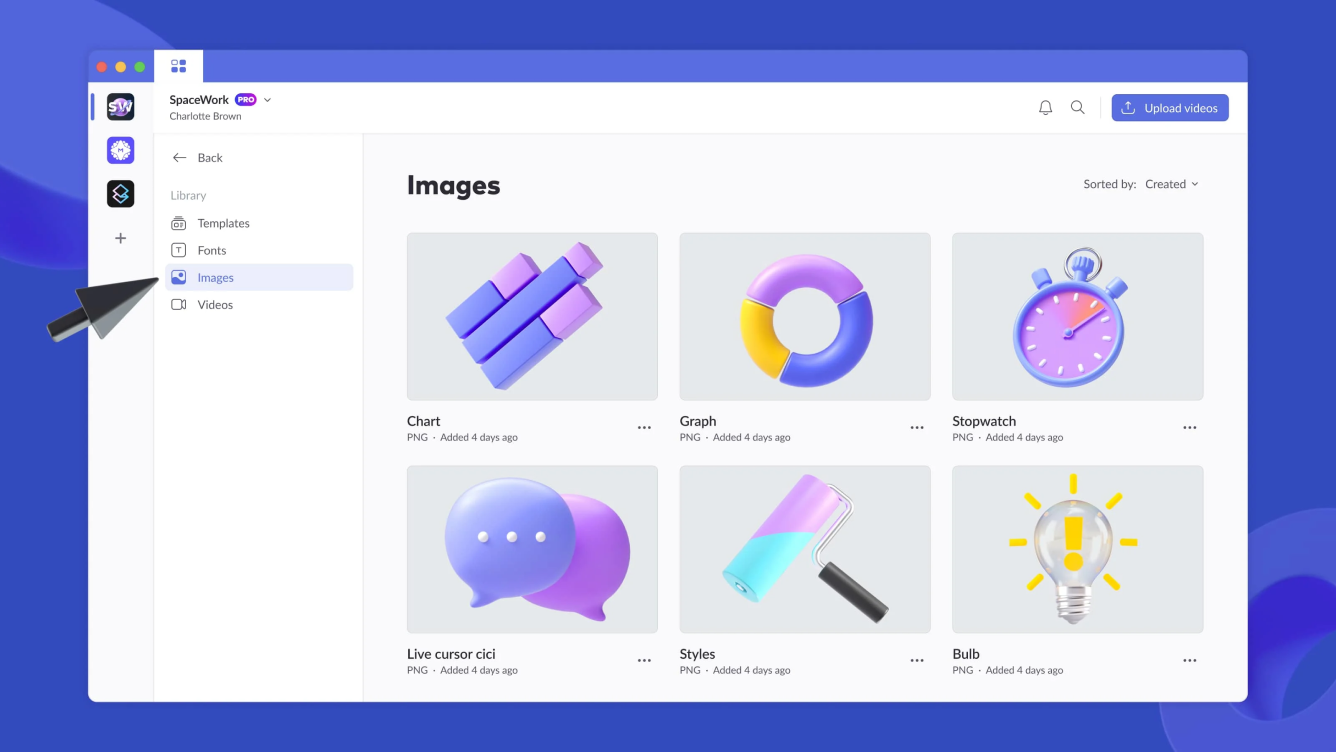 SW
SpaceWork PRO
Charlotte Brown
Upload videos
M
Back
Library
Templates
T Fonts
Images
Videos
Images
Sorted by: Created
Chart
PNG · Added 4 days ago
Graph
PNG · Added 4 days ago
Stopwatch
PNG · Added 4 days ago
Live cursor cici
PNG · Added 4 days ago
Styles
PNG · Added 4 days ago
Bulb
PNG · Added 4 days ago